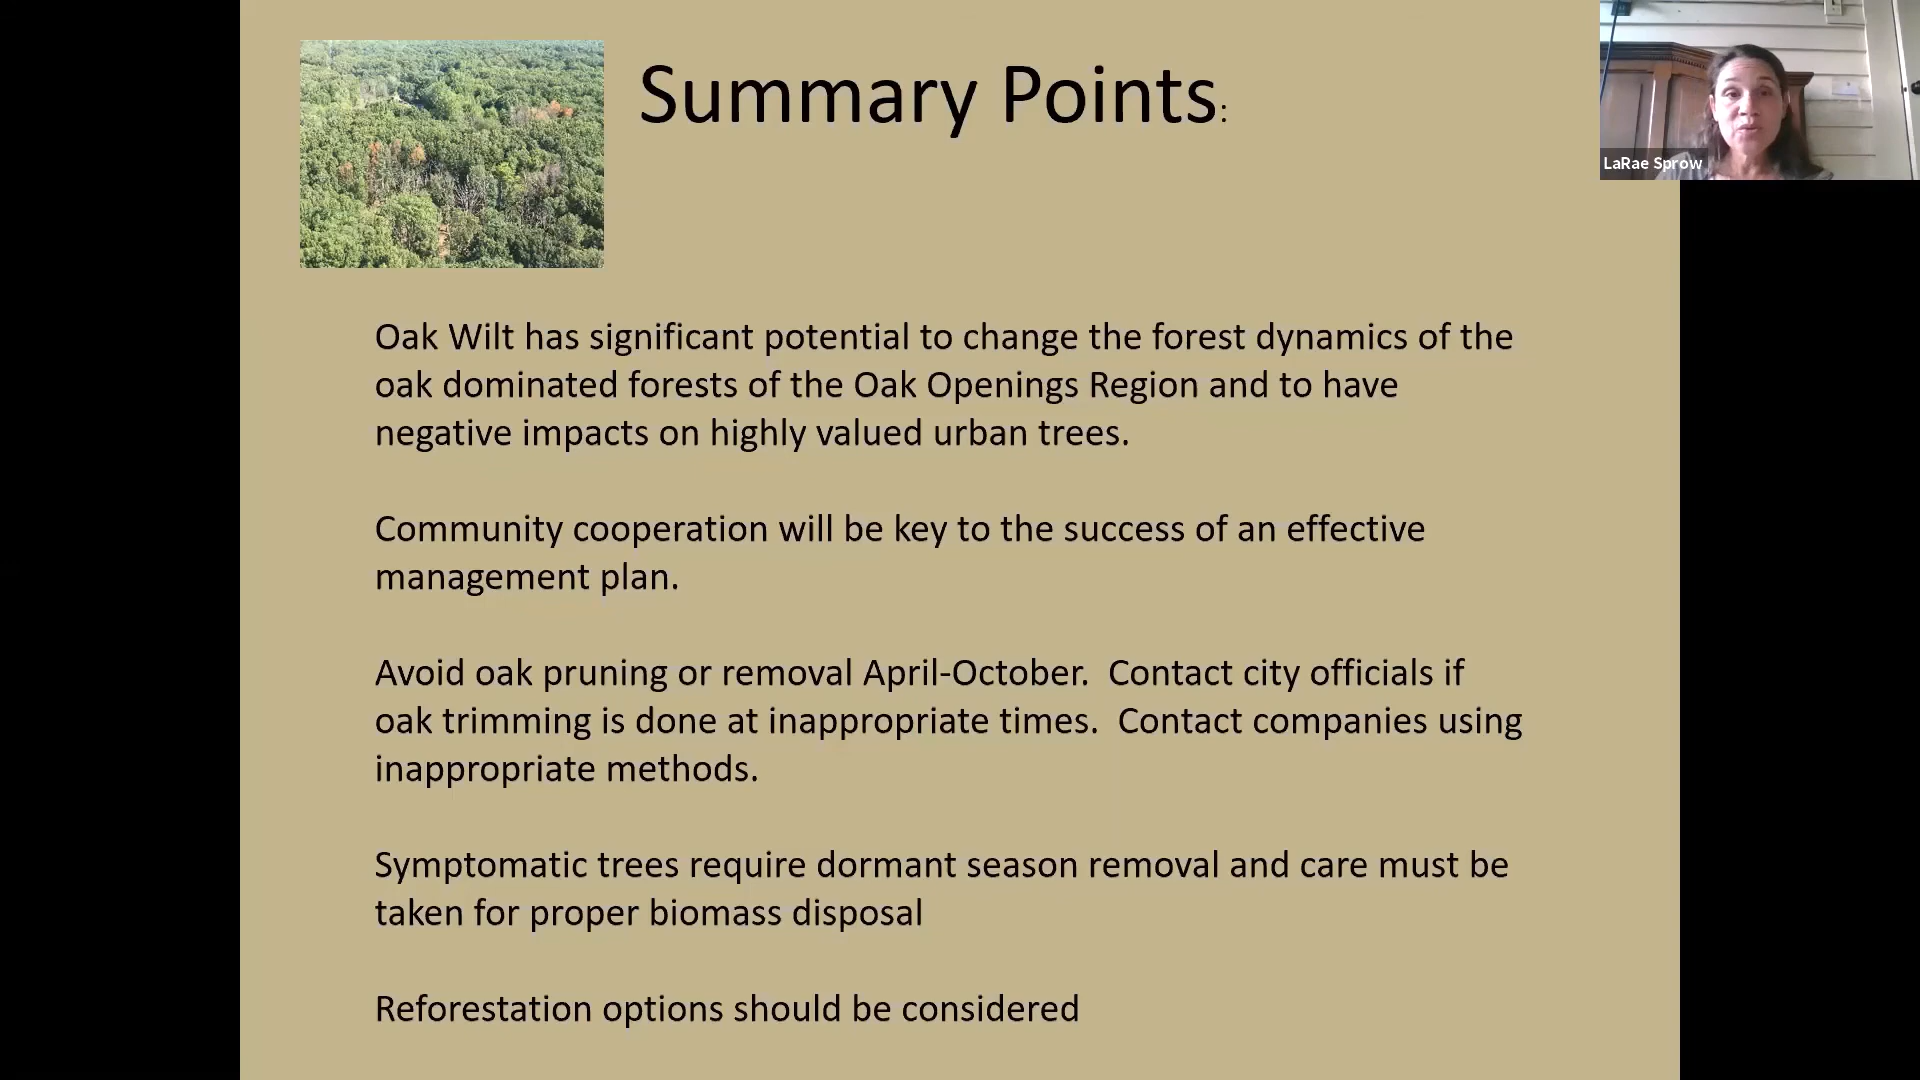 Summary Points:
LaRae Sprow
Oak Wilt has significant potential to change the forest dynamics of the
oak dominated forests of the Oak Openings Region and to have
negative impacts on highly valued urban trees.
Community cooperation will be key to the success of an effective
management plan.
Avoid oak pruning or removal April-October.  Contact city officials if
oak trimming is done at inappropriate times.  Contact companies using
inappropriate methods.
Symptomatic trees require dormant season removal and care must be
taken for proper biomass disposal
Reforestation options should be considered